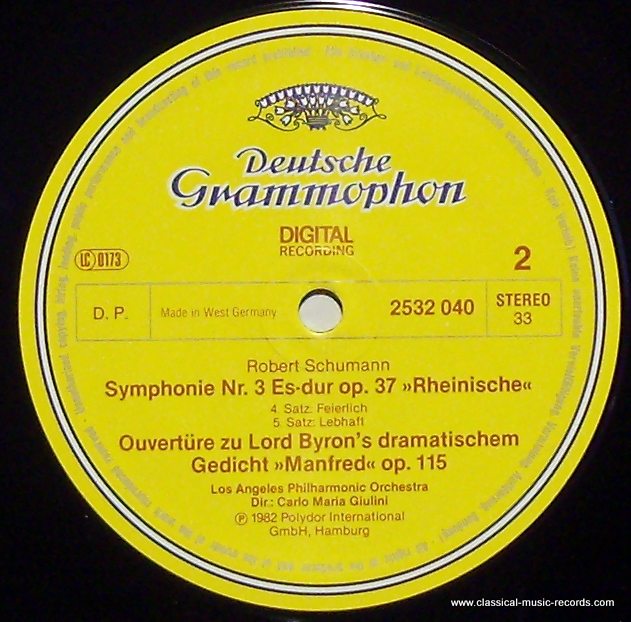 Deutsche
Grammophon
DIGITAL
RECORDING
LC 0173
2
D. P.
Made in West Germany
2532 040
STEREO
33
Robert Schumann
Symphonie Nr. 3 Es-dur op. 37 »Rheinische«
4. Satz: Feierlich
5. Satz: Lebhaft
Ouvertüre zu Lord Byron's dramatischem
Gedicht »Manfred« op. 115
Los Angeles Philharmonic Orchestra
Dir.: Carlo Maria Giulini
Ⓟ 1982 Polydor International
GmbH, Hamburg
www.classical-music-records.com